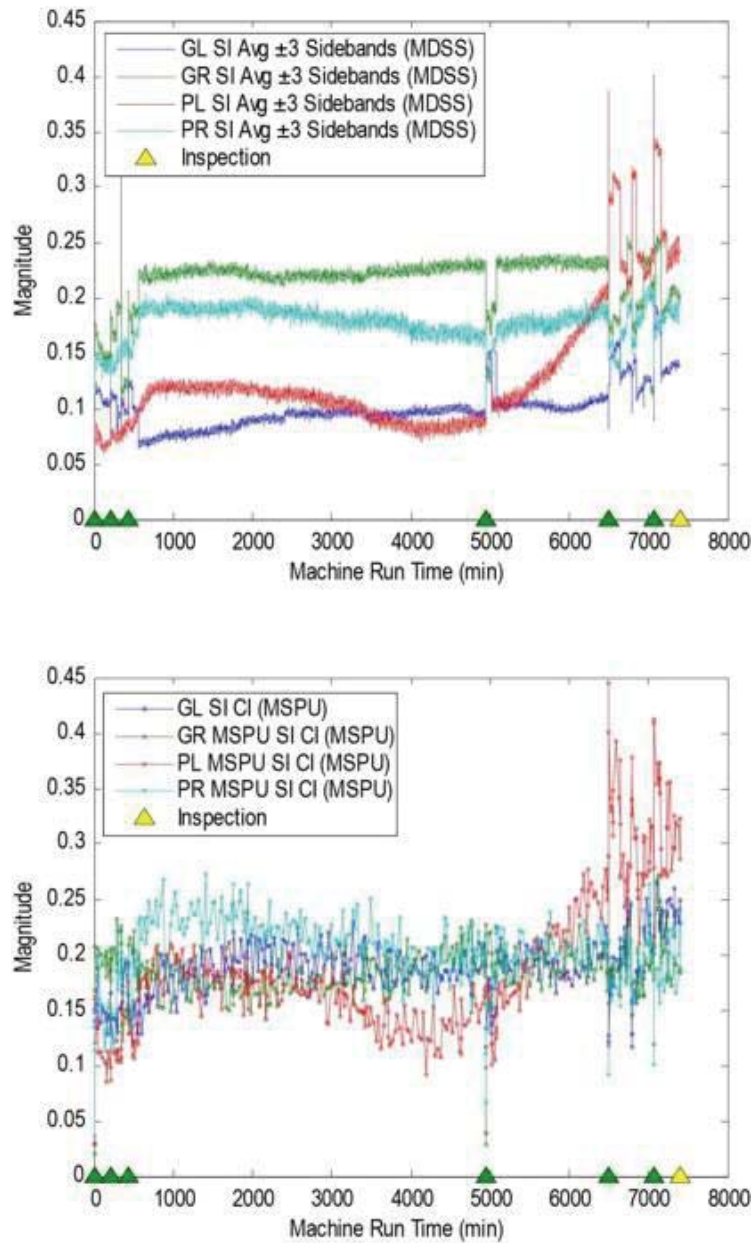 0.45
GL SI Avg ±3 Sidebands (MDSS)
0.4
GR SI Avg ±3 Sidebands (MDSS)
PL SI Avg ±3 Sidebands (MDSS)
0.35
PR SI Avg ±3 Sidebands (MDSS)
Inspection
0.3
0.25
Magnitude
0.2
0.15
0.1
0.05
0
0 1000 2000 3000 4000 5000 6000 7000 8000
Machine Run Time (min)
0.45
GL SI CI (MSPU)
0.4
GR MSPU SI CI (MSPU)
PL MSPU SI CI (MSPU)
0.35
PR MSPU SI CI (MSPU)
Inspection
0.3
0.25
Magnitude
0.2
0.15
0.1
0.05
0
0 1000 2000 3000 4000 5000 6000 7000 8000
Machine Run Time (min)